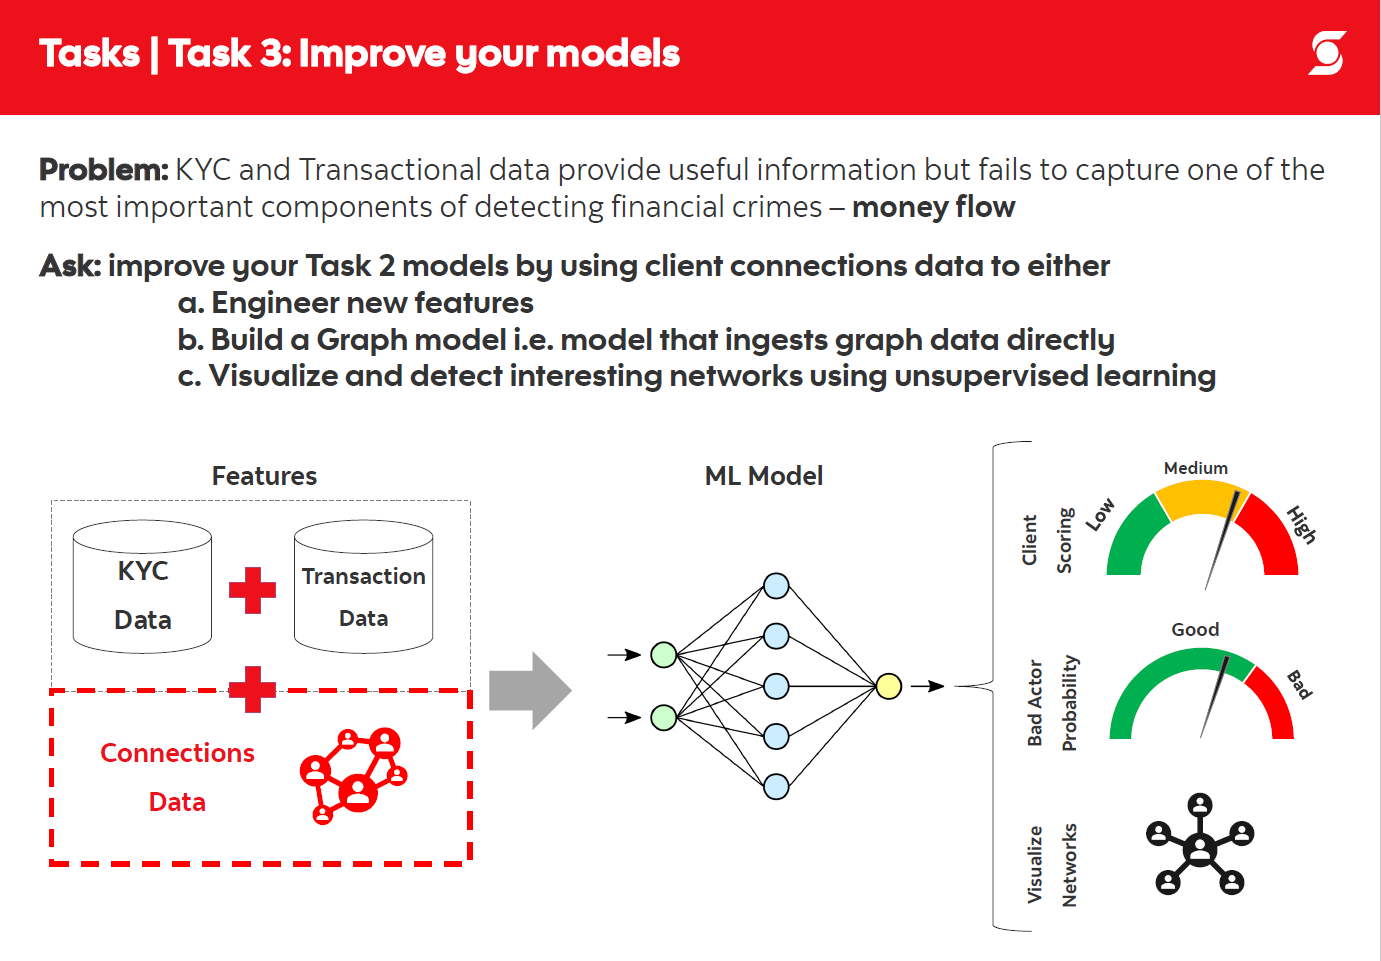 Tasks | Task 3: Improve your models
Problem: KYC and Transactional data provide useful information but fails to capture one of the
most important components of detecting financial crimes – money flow
Ask: improve your Task 2 models by using client connections data to either
a. Engineer new features
b. Build a Graph model i.e. model that ingests graph data directly
c. Visualize and detect interesting networks using unsupervised learning
Features
KYC
Data
Transaction
Data
Connections
Data
ML Model
Client
Scoring
Low
Medium
High
Bad Actor
Probability
Good
Bad
Visualize
Networks